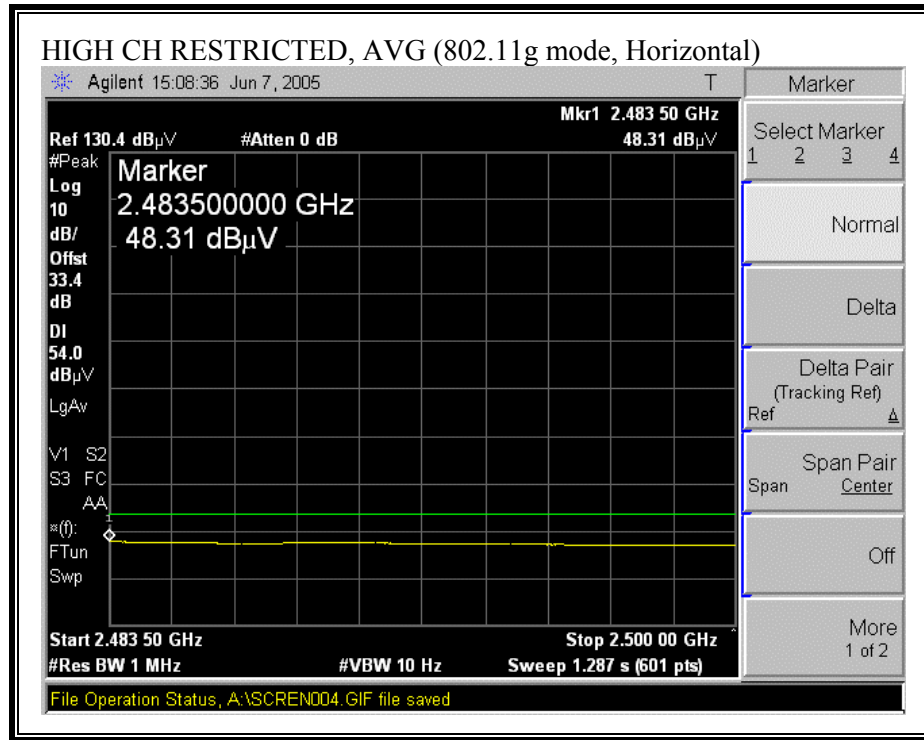 HIGH CH RESTRICTED, AVG (802.11g mode, Horizontal)
Agilent 15:08:36 Jun 7, 2005 T
Mkr1 2.483 50 GHz
Ref 130.4 dBµV #Atten 0 dB 48.31 dBµV
#Peak
Log
10
dB/
Offst
33.4
dB
DI
54.0
dBµV
LgAv
V1 S2
S3 FC
AA
¤(f):
FTun
Swp
Marker
2.483500000 GHz
48.31 dBµV
1
Start 2.483 50 GHz Stop 2.500 00 GHz
#Res BW 1 MHz #VBW 10 Hz Sweep 1.287 s (601 pts)
File Operation Status, A:\SCREN004.GIF file saved
Marker
Select Marker
1 2 3 4
Normal
Delta
Delta Pair
(Tracking Ref)
Ref Δ
Span Pair
Span Center
Off
More
1 of 2